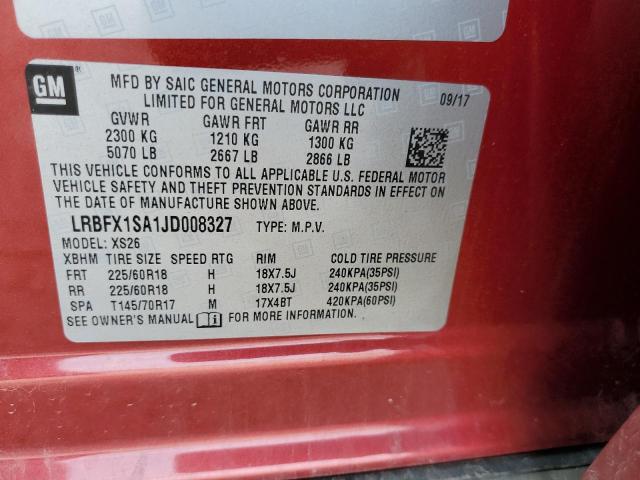 GM
MFD BY SAIC GENERAL MOTORS CORPORATION
LIMITED FOR GENERAL MOTORS LLC
09/17
GVWR GAWR FRT GAWR RR
2300 KG 1210 KG 1300 KG
5070 LB 2667 LB 2866 LB
THIS VEHICLE CONFORMS TO ALL APPLICABLE U.S. FEDERAL MOTOR
VEHICLE SAFETY AND THEFT PREVENTION STANDARDS IN EFFECT ON
THE DATE OF MANUFACTURE SHOWN ABOVE.
LRBFX1SA1JD008327 TYPE: M.P.V.
MODEL: XS26
XBHM TIRE SIZE SPEED RTG RIM COLD TIRE PRESSURE
FRT 225/60R18 H 18X7.5J 240KPA(35PSI)
RR 225/60R18 H 18X7.5J 240KPA(35PSI)
SPA T145/70R17 M 17X4BT 420KPA(60PSI)
SEE OWNER'S MANUAL FOR MORE INFORMATION.